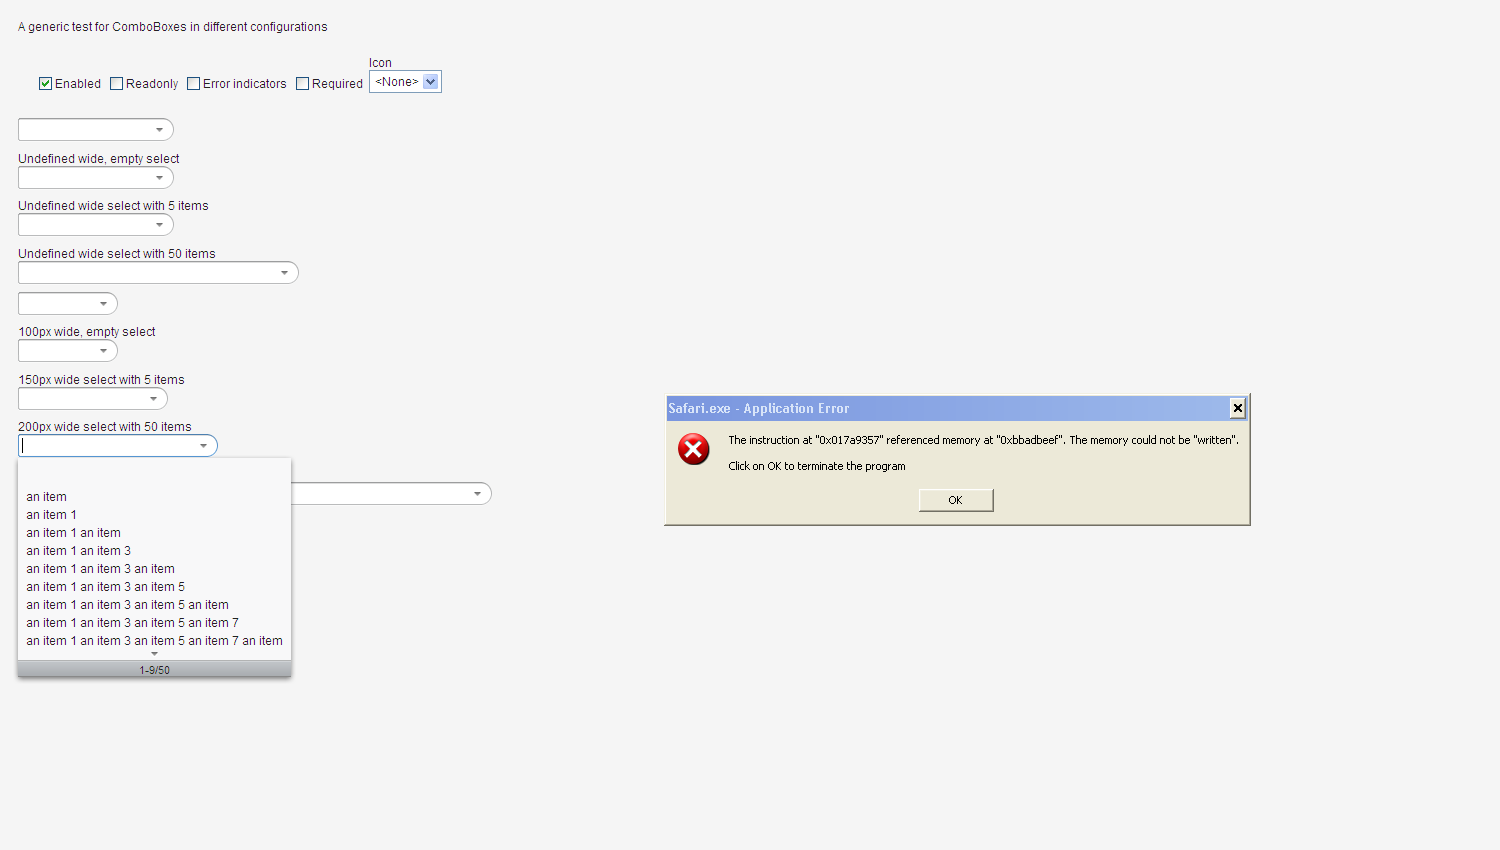 A generic test for ComboBoxes in different configurations
Icon
Enabled Readonly Error indicators Required <None>
Undefined wide, empty select
Undefined wide select with 5 items
Undefined wide select with 50 items
100px wide, empty select
150px wide select with 5 items
200px wide select with 50 items
an item
an item 1
an item 1 an item
an item 1 an item 3
an item 1 an item 3 an item
an item 1 an item 3 an item 5
an item 1 an item 3 an item 5 an item
an item 1 an item 3 an item 5 an item 7
an item 1 an item 3 an item 5 an item 7 an item
1-9/50
Safari.exe - Application Error
The instruction at "0x017a9357" referenced memory at "0xbbadbeef". The memory could not be "written".
Click on OK to terminate the program
OK